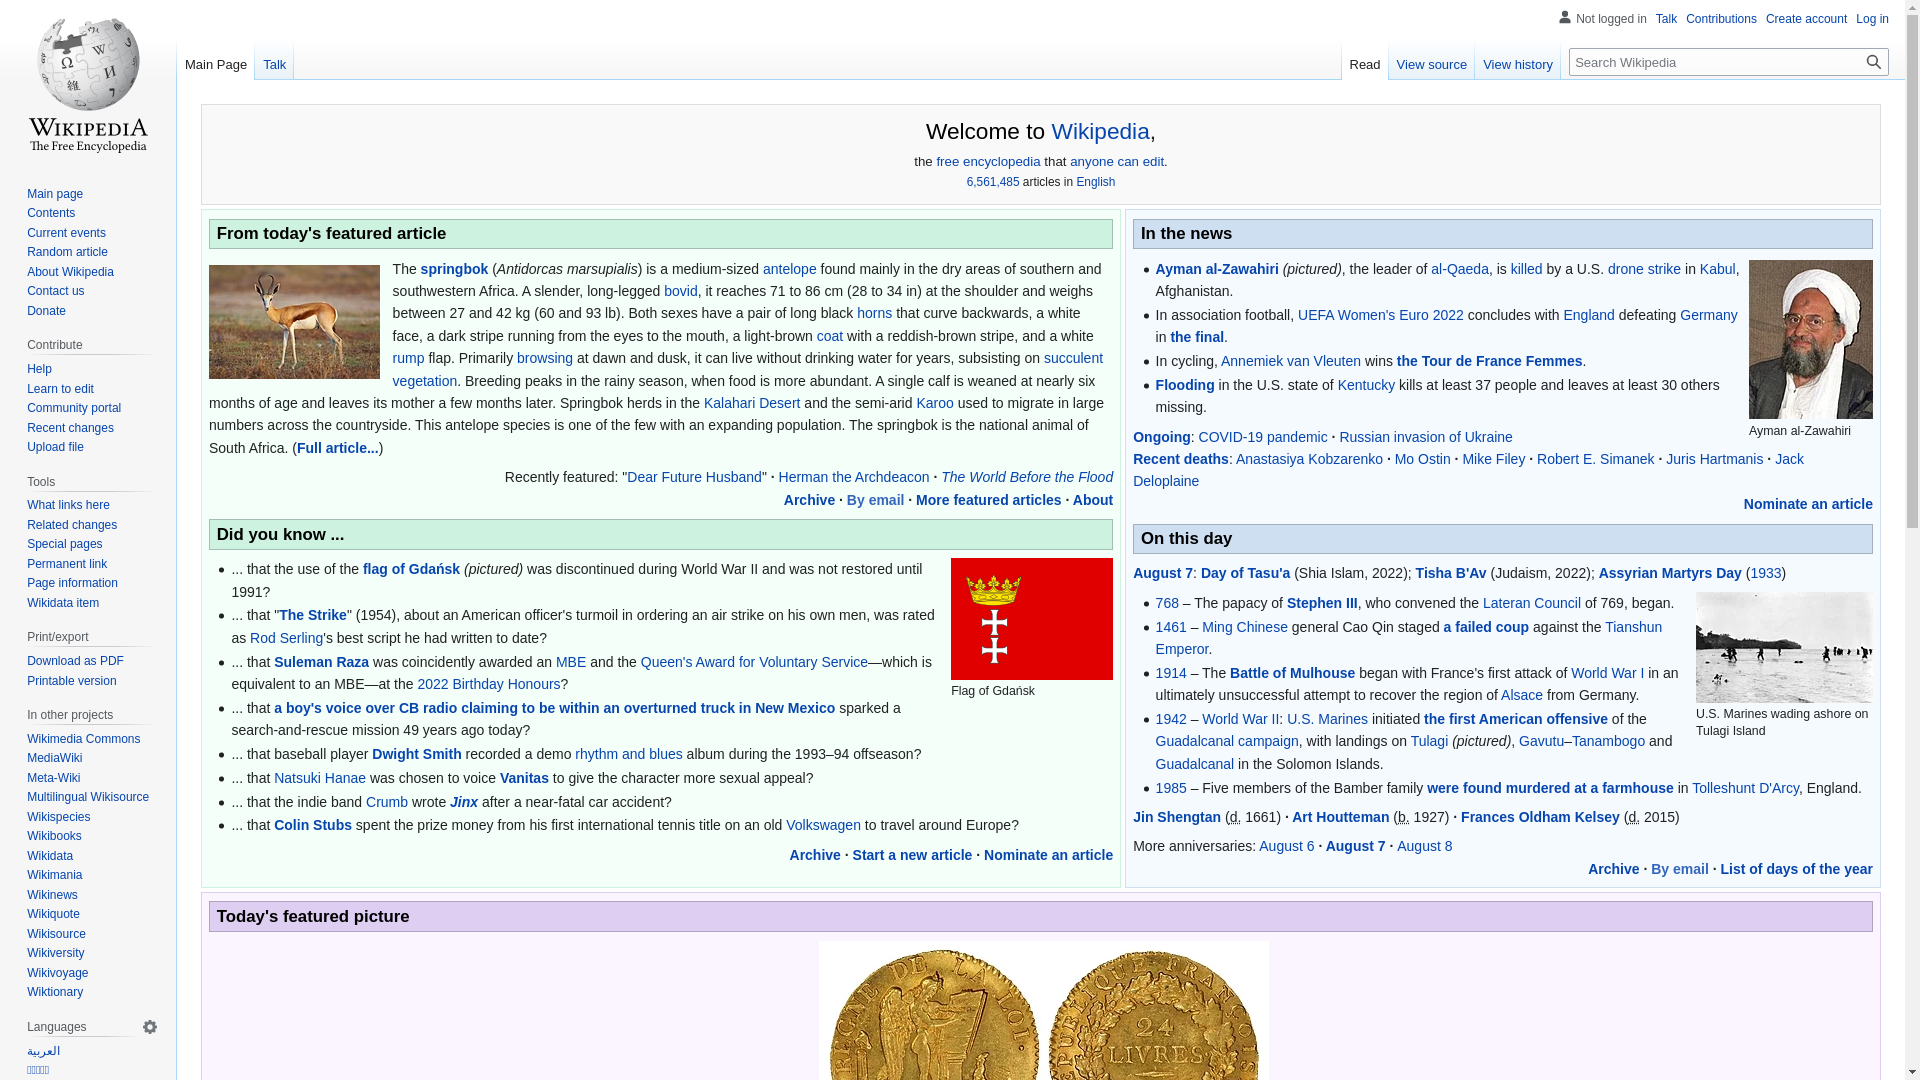 Not logged in Talk Contributions Create account Log in
Main Page Talk
Read View source View history Search Wikipedia
WIKIPEDIA
The Free Encyclopedia
Main page
Contents
Current events
Random article
About Wikipedia
Contact us
Donate
Contribute
Help
Learn to edit
Community portal
Recent changes
Upload file
Tools
What links here
Related changes
Special pages
Permanent link
Page information
Wikidata item
Print/export
Download as PDF
Printable version
In other projects
Wikimedia Commons
MediaWiki
Meta-Wiki
Multilingual Wikisource
Wikispecies
Wikibooks
Wikidata
Wikimania
Wikinews
Wikiquote
Wikisource
Wikiversity
Wikivoyage
Wiktionary
Languages
العربية
Welcome to Wikipedia,
the free encyclopedia that anyone can edit.
6,561,485 articles in English
From today's featured article
The springbok (Antidorcas marsupialis) is a medium-sized antelope found mainly in the dry areas of southern and
southwestern Africa. A slender, long-legged bovid, it reaches 71 to 86 cm (28 to 34 in) at the shoulder and weighs
between 27 and 42 kg (60 and 93 lb). Both sexes have a pair of long black horns that curve backwards, a white
face, a dark stripe running from the eyes to the mouth, a light-brown coat with a reddish-brown stripe, and a white
rump flap. Primarily browsing at dawn and dusk, it can live without drinking water for years, subsisting on succulent
vegetation. Breeding peaks in the rainy season, when food is more abundant. A single calf is weaned at nearly six
months of age and leaves its mother a few months later. Springbok herds in the Kalahari Desert and the semi-arid Karoo used to migrate in large
numbers across the countryside. This antelope species is one of the few with an expanding population. The springbok is the national animal of
South Africa. (Full article...)
Recently featured: "Dear Future Husband" · Herman the Archdeacon · The World Before the Flood
Archive · By email · More featured articles · About
Did you know ...
... that the use of the flag of Gdańsk (pictured) was discontinued during World War II and was not restored until
1991?
... that "The Strike" (1954), about an American officer's turmoil in ordering an air strike on his own men, was rated
as Rod Serling's best script he had written to date?
... that Suleman Raza was coincidently awarded an MBE and the Queen's Award for Voluntary Service—which is
equivalent to an MBE—at the 2022 Birthday Honours?
... that a boy's voice over CB radio claiming to be within an overturned truck in New Mexico sparked a
search-and-rescue mission 49 years ago today?
... that baseball player Dwight Smith recorded a demo rhythm and blues album during the 1993–94 offseason?
... that Natsuki Hanae was chosen to voice Vanitas to give the character more sexual appeal?
... that the indie band Crumb wrote Jinx after a near-fatal car accident?
... that Colin Stubs spent the prize money from his first international tennis title on an old Volkswagen to travel around Europe?
Flag of Gdańsk
Archive · Start a new article · Nominate an article
In the news
Ayman al-Zawahiri (pictured), the leader of al-Qaeda, is killed by a U.S. drone strike in Kabul,
Afghanistan.
In association football, UEFA Women's Euro 2022 concludes with England defeating Germany
in the final.
In cycling, Annemiek van Vleuten wins the Tour de France Femmes.
Flooding in the U.S. state of Kentucky kills at least 37 people and leaves at least 30 others
missing.
Ayman al-Zawahiri
Ongoing: COVID-19 pandemic · Russian invasion of Ukraine
Recent deaths: Anastasiya Kobzarenko · Mo Ostin · Mike Filey · Robert E. Simanek · Juris Hartmanis · Jack
Deloplaine
Nominate an article
On this day
August 7: Day of Tasu'a (Shia Islam, 2022); Tisha B'Av (Judaism, 2022); Assyrian Martyrs Day (1933)
768 – The papacy of Stephen III, who convened the Lateran Council of 769, began.
1461 – Ming Chinese general Cao Qin staged a failed coup against the Tianshun
Emperor.
1914 – The Battle of Mulhouse began with France's first attack of World War I in an
ultimately unsuccessful attempt to recover the region of Alsace from Germany.
1942 – World War II: U.S. Marines initiated the first American offensive of the
Guadalcanal campaign, with landings on Tulagi (pictured), Gavutu–Tanambogo and
Guadalcanal in the Solomon Islands.
1985 – Five members of the Bamber family were found murdered at a farmhouse in Tolleshunt D'Arcy, England.
U.S. Marines wading ashore on
Tulagi Island
Jin Shengtan (d. 1661) · Art Houtteman (b. 1927) · Frances Oldham Kelsey (d. 2015)
More anniversaries: August 6 · August 7 · August 8
Archive · By email · List of days of the year
Today's featured picture
REGNE DE LA LOI.
REPUBLIQUE FRANÇOISE
24
LIVRES